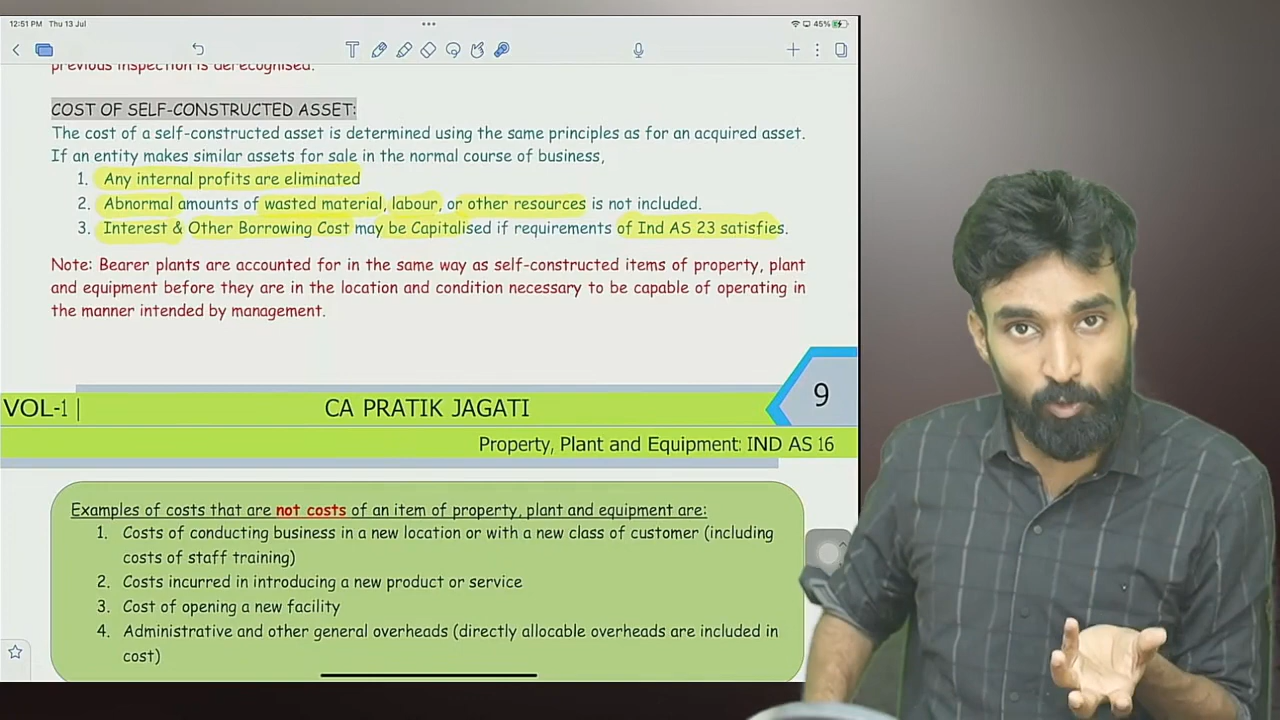 12:51 PM Thu 13 Jul
45%
previous inspection is derecognised.
COST OF SELF-CONSTRUCTED ASSET:
The cost of a self-constructed asset is determined using the same principles as for an acquired asset.
If an entity makes similar assets for sale in the normal course of business,
1. Any internal profits are eliminated
2. Abnormal amounts of wasted material, labour, or other resources is not included.
3. Interest & Other Borrowing Cost may be Capitalised if requirements of Ind AS 23 satisfies.
Note: Bearer plants are accounted for in the same way as self-constructed items of property, plant
and equipment before they are in the location and condition necessary to be capable of operating in
the manner intended by management.
VOL-1 | CA PRATIK JAGATI 9
Property, Plant and Equipment: IND AS 16
Examples of costs that are not costs of an item of property, plant and equipment are:
1. Costs of conducting business in a new location or with a new class of customer (including
costs of staff training)
2. Costs incurred in introducing a new product or service
3. Cost of opening a new facility
4. Administrative and other general overheads (directly allocable overheads are included in
cost)